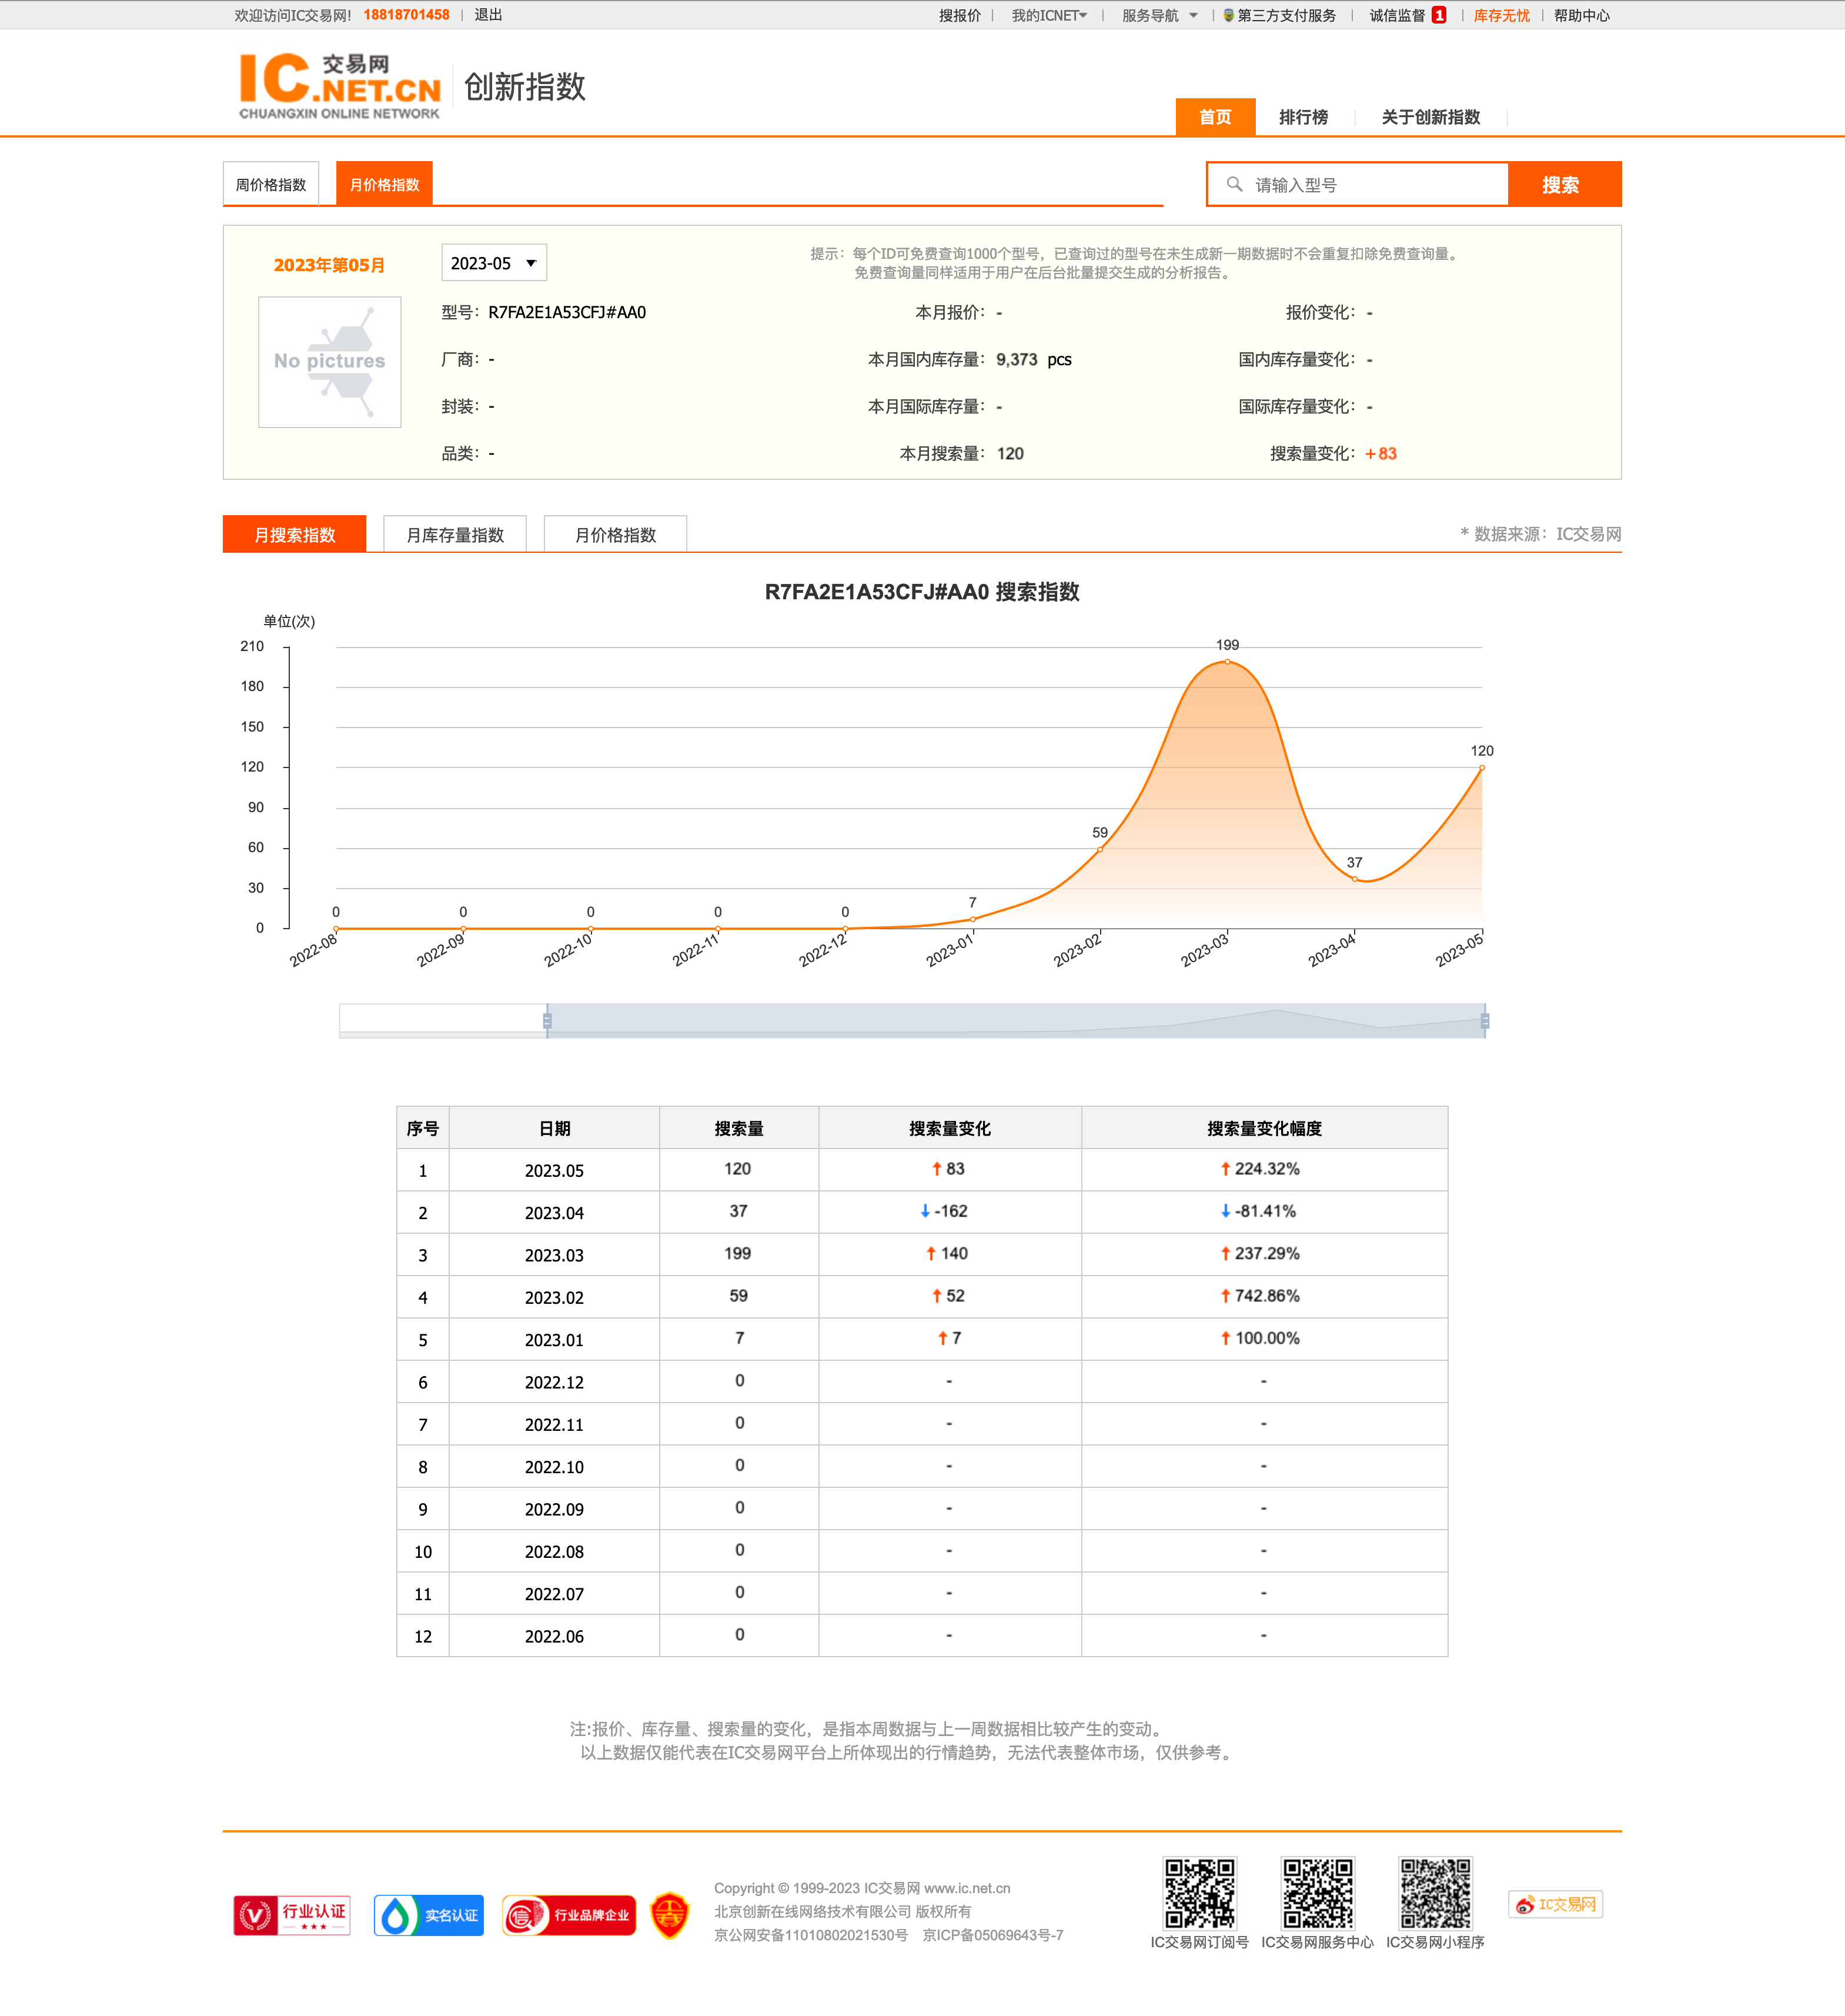 欢迎访问IC交易网! 18818701458 | 退出 搜报价 | 我的ICNET | 服务导航 | 第三方支付服务 | 诚信监督 1 | 库存无忧 | 帮助中心
IC.NET.CN 交易网
CHUANGXIN ONLINE NETWORK
创新指数
首页 排行榜 关于创新指数
周价格指数 月价格指数 请输入型号 搜索
2023年第05月 2023-05
提示：每个ID可免费查询1000个型号，已查询过的型号在未生成新一期数据时不会重复扣除免费查询量。
免费查询量同样适用于用户在后台批量提交生成的分析报告。
No pictures
型号：R7FA2E1A53CFJ#AA0 本月报价：- 报价变化：-
厂商：- 本月国内库存量：9,373 pcs 国内库存量变化：-
封装：- 本月国际库存量：- 国际库存量变化：-
品类：- 本月搜索量：120 搜索量变化：+83
月搜索指数 月库存量指数 月价格指数 * 数据来源：IC交易网
R7FA2E1A53CFJ#AA0 搜索指数
单位(次)
210
180
150
120
90
60
30
0
0 0 0 0 0 7 59 199 37 120
2022-08 2022-09 2022-10 2022-11 2022-12 2023-01 2023-02 2023-03 2023-04 2023-05
序号 日期 搜索量 搜索量变化 搜索量变化幅度
1 2023.05 120 ↑ 83 ↑ 224.32%
2 2023.04 37 ↓ -162 ↓ -81.41%
3 2023.03 199 ↑ 140 ↑ 237.29%
4 2023.02 59 ↑ 52 ↑ 742.86%
5 2023.01 7 ↑ 7 ↑ 100.00%
6 2022.12 0 - -
7 2022.11 0 - -
8 2022.10 0 - -
9 2022.09 0 - -
10 2022.08 0 - -
11 2022.07 0 - -
12 2022.06 0 - -
注:报价、库存量、搜索量的变化，是指本周数据与上一周数据相比较产生的变动。
以上数据仅能代表在IC交易网平台上所体现出的行情趋势，无法代表整体市场，仅供参考。
行业认证 实名认证 信 行业品牌企业
Copyright © 1999-2023 IC交易网 www.ic.net.cn
北京创新在线网络技术有限公司 版权所有
京公网安备11010802021530号 京ICP备05069643号-7
IC交易网订阅号 IC交易网服务中心 IC交易网小程序 IC交易网